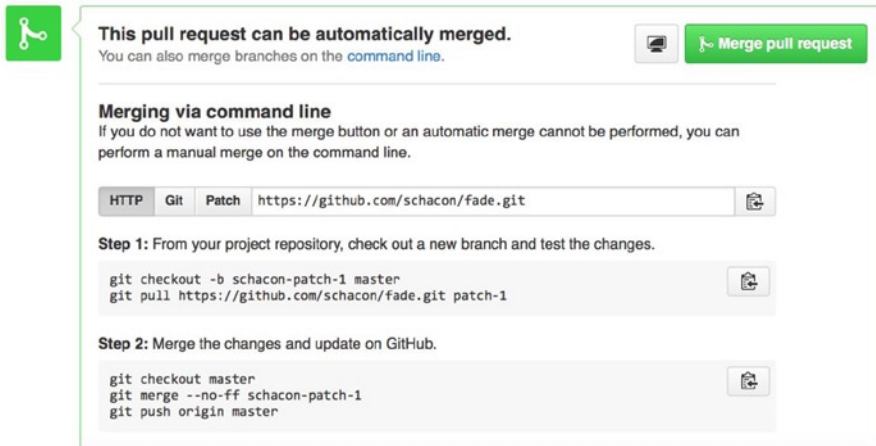 This pull request can be automatically merged.
You can also merge branches on the command line.
Merge pull request
Merging via command line
If you do not want to use the merge button or an automatic merge cannot be performed, you can
perform a manual merge on the command line.
HTTP Git Patch https://github.com/schacon/fade.git
Step 1: From your project repository, check out a new branch and test the changes.
git checkout -b schacon-patch-1 master
git pull https://github.com/schacon/fade.git patch-1
Step 2: Merge the changes and update on GitHub.
git checkout master
git merge --no-ff schacon-patch-1
git push origin master